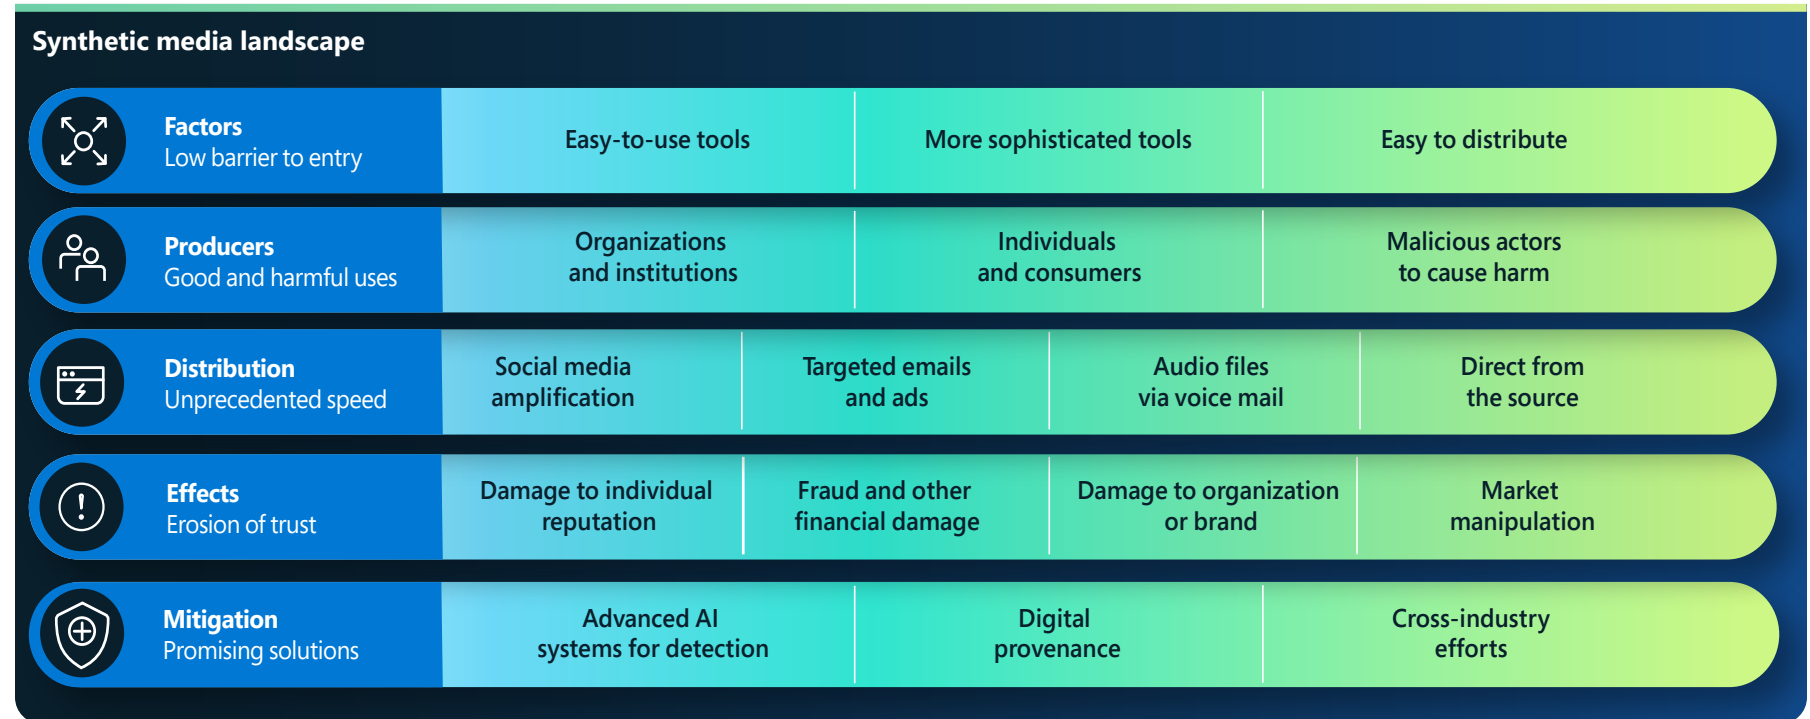 Synthetic media landscape
Factors
Low barrier to entry
Easy-to-use tools
More sophisticated tools
Easy to distribute
Producers
Good and harmful uses
Organizations
and institutions
Individuals
and consumers
Malicious actors
to cause harm
Distribution
Unprecedented speed
Social media
amplification
Targeted emails
and ads
Audio files
via voice mail
Direct from
the source
Effects
Erosion of trust
Damage to individual
reputation
Fraud and other
financial damage
Damage to organization
or brand
Market
manipulation
Mitigation
Promising solutions
Advanced AI
systems for detection
Digital
provenance
Cross-industry
efforts